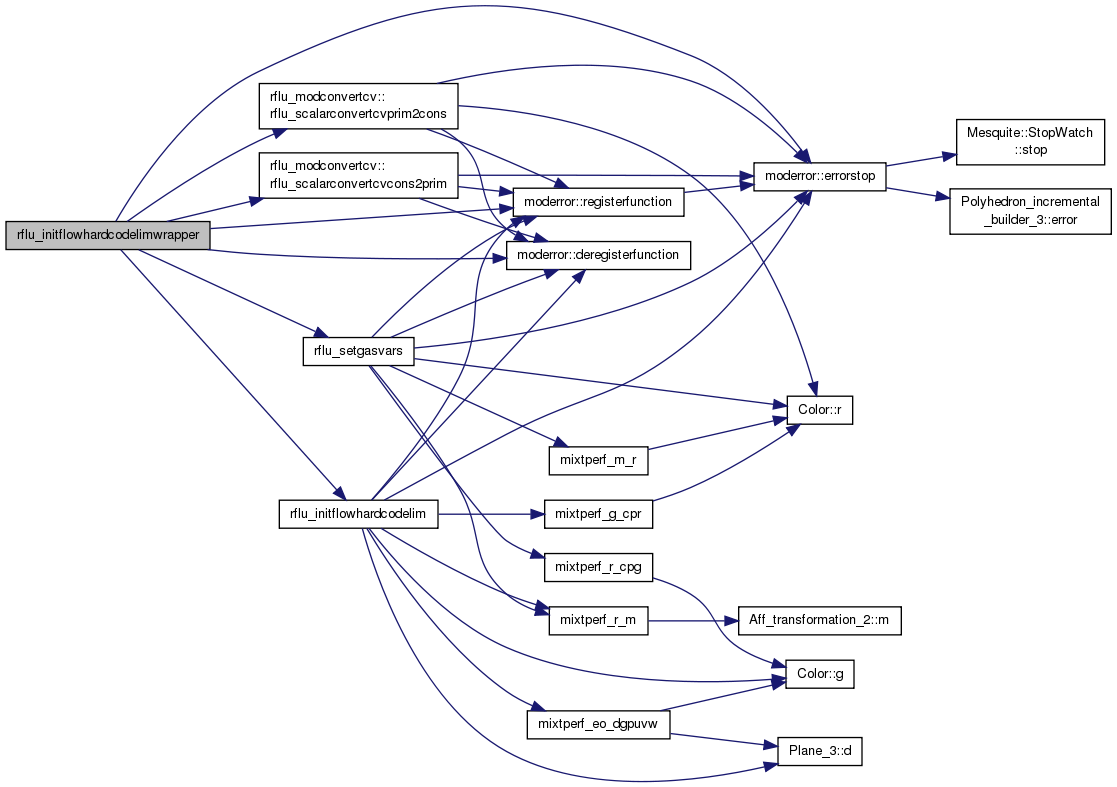 rflu_modconvertcv::
rflu_scalarconvertcvprim2cons
Mesquite::StopWatch
::stop
rflu_modconvertcv::
rflu_scalarconvertcvcons2prim
moderror::errorstop
moderror::registerfunction
Polyhedron_incremental
_builder_3::error
rflu_initflowhardcodelimwrapper
moderror::deregisterfunction
rflu_setgasvars
Color::r
mixtperf_m_r
rflu_initflowhardcodelim
mixtperf_g_cpr
mixtperf_r_cpg
mixtperf_r_m
Aff_transformation_2::m
Color::g
mixtperf_eo_dgpuvw
Plane_3::d